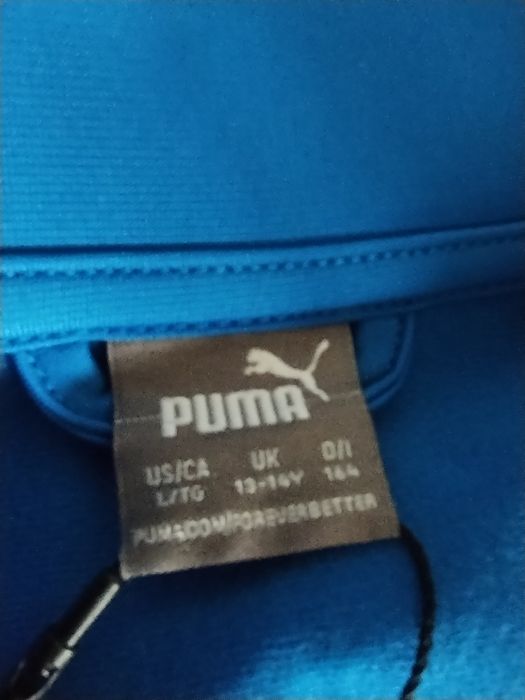 PUMA
US/CA UK D/I
L/TG 13-14Y 164
PUMA.COM/FOREVERBETTER